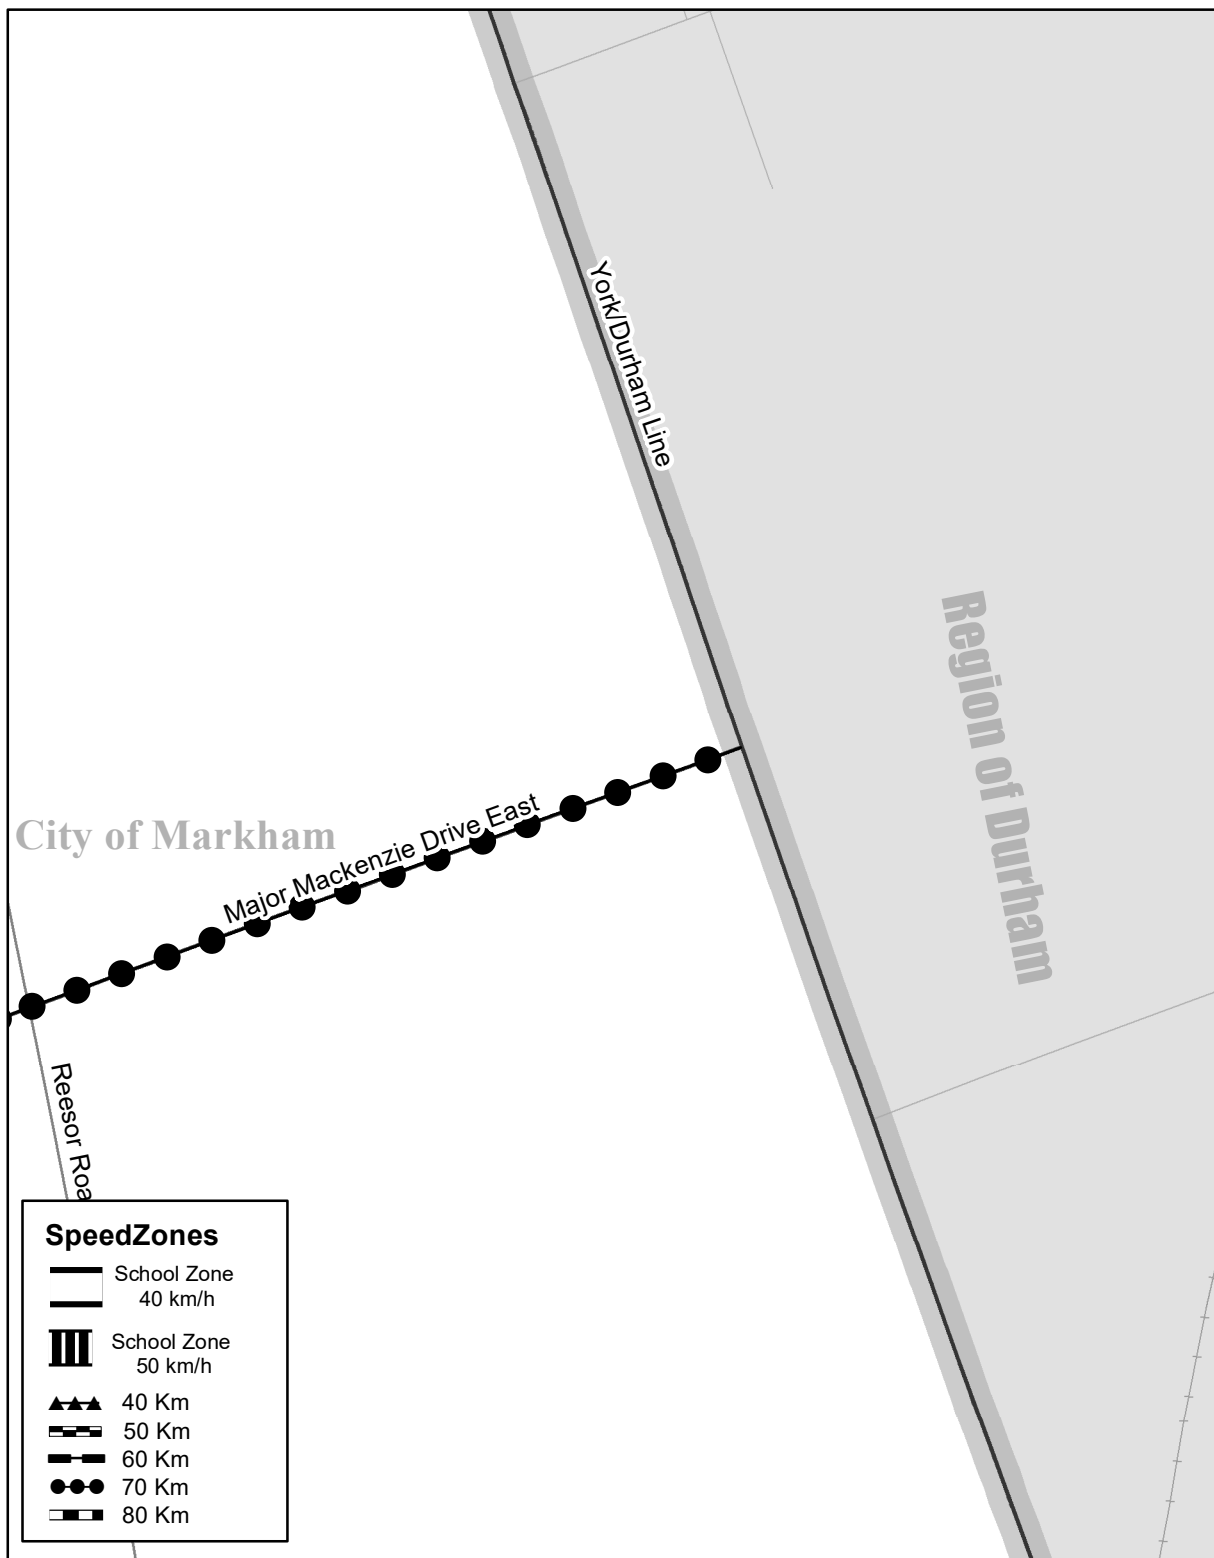 York/Durham Line
Region of Durham
City of Markham
Major Mackenzie Drive East
Reesor Roa
SpeedZones
School Zone
40 km/h
School Zone
50 km/h
40 Km
50 Km
60 Km
70 Km
80 Km